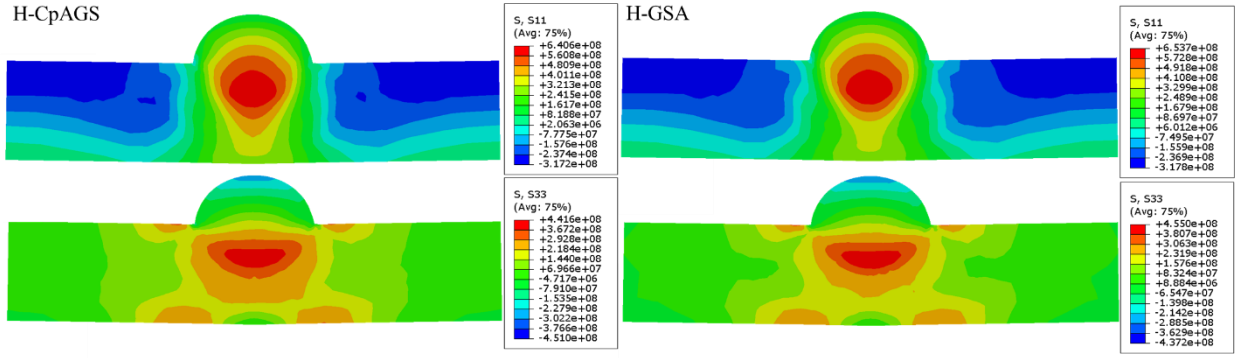 H-CpAGS
S, S11
(Avg: 75%)
+6.406e+08
+5.608e+08
+4.809e+08
+4.011e+08
+3.213e+08
+2.415e+08
+1.617e+08
+8.188e+07
+2.063e+06
-7.775e+07
-1.576e+08
-2.374e+08
-3.172e+08
H-GSA
S, S11
(Avg: 75%)
+6.537e+08
+5.728e+08
+4.918e+08
+4.108e+08
+3.299e+08
+2.489e+08
+1.679e+08
+8.697e+07
+6.012e+06
-7.495e+07
-1.559e+08
-2.369e+08
-3.178e+08
S, S33
(Avg: 75%)
+4.416e+08
+3.672e+08
+2.928e+08
+2.184e+08
+1.440e+08
+6.966e+07
-4.717e+06
-7.910e+07
-1.535e+08
-2.279e+08
-3.022e+08
-3.766e+08
-4.510e+08
S, S33
(Avg: 75%)
+4.550e+08
+3.807e+08
+3.063e+08
+2.319e+08
+1.576e+08
+8.324e+07
+8.884e+06
-6.547e+07
-1.398e+08
-2.142e+08
-2.885e+08
-3.629e+08
-4.372e+08